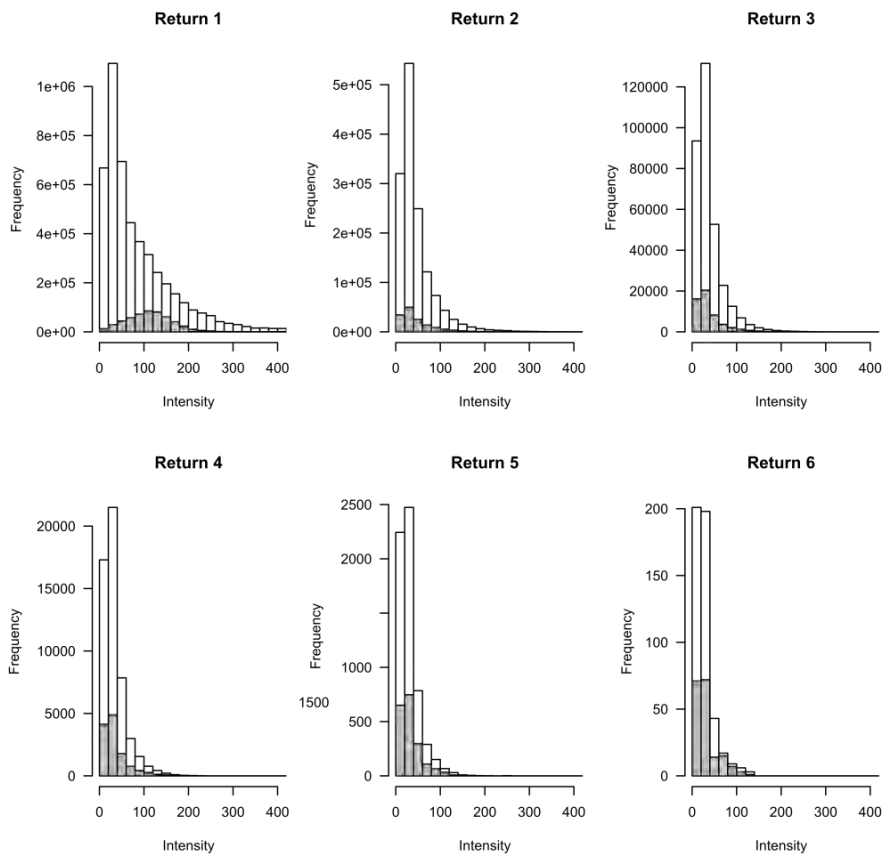 Return 1
Return 2
Return 3
1e+06
8e+05
6e+05
4e+05
2e+05
0e+00
Frequency
0 100 200 300 400
Intensity
5e+05
4e+05
3e+05
2e+05
0e+00
Frequency
0 100 200 300 400
Intensity
120000
100000
80000
60000
40000
20000
0
Frequency
0 100 200 300 400
Intensity
Return 4
Return 5
Return 6
20000
15000
10000
5000
0
Frequency
0 100 200 300 400
Intensity
2500
2000
1000
1500
500
0
Frequency
0 100 200 300 400
Intensity
200
150
100
50
0
Frequency
0 100 200 300 400
Intensity